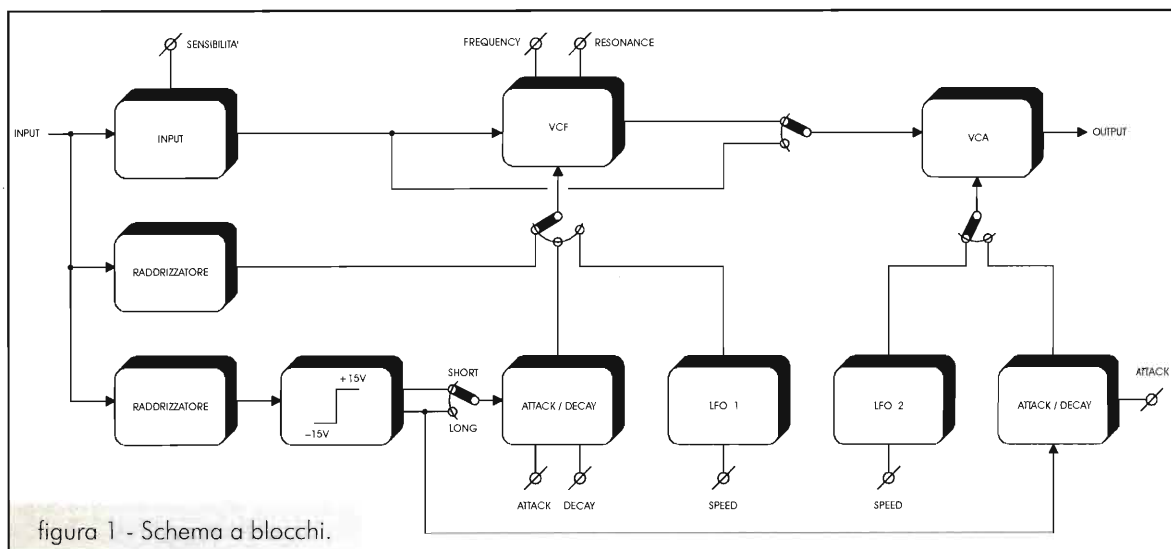 SENSIBILITA'
FREQUENCY
RESONANCE
INPUT
INPUT
VCF
VCA
OUTPUT
RADDRIZZATORE
RADDRIZZATORE
+15V
−15V
SHORT
LONG
ATTACK / DECAY
LFO 1
LFO 2
ATTACK / DECAY
ATTACK
ATTACK
DECAY
SPEED
SPEED
figura 1 - Schema a blocchi.